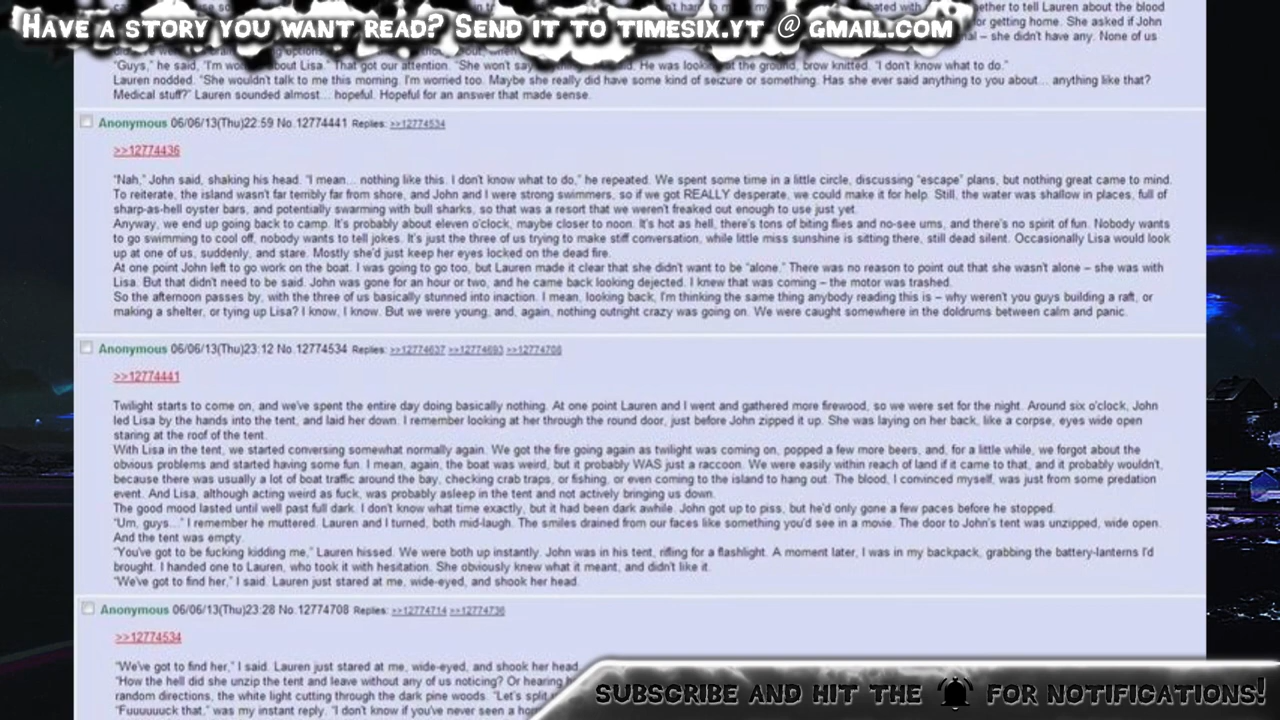 Have a story you want read? Send it to timesix.yt @ gmail.com
ether to tell Lauren about the blood
or getting home. She asked if John
al – she didn't have any. None of us
"Guys," he said, "I'm wor about Lisa." That got our attention. "She won't say d. He was looking at the ground, brow knitted. "I don't know what to do."
Lauren nodded. "She wouldn't talk to me this morning. I'm worried too. Maybe she really did have some kind of seizure or something. Has she ever said anything to you about... anything like that?
Medical stuff?" Lauren sounded almost... hopeful. Hopeful for an answer that made sense.
Anonymous 06/06/13(Thu)22:59 No.12774441 Replies: >>12774534
>>12774436
"Nah," John said, shaking his head. "I mean... nothing like this. I don't know what to do," he repeated. We spent some time in a little circle, discussing "escape" plans, but nothing great came to mind.
To reiterate, the island wasn't far terribly far from shore, and John and I were strong swimmers, so if we got REALLY desperate, we could make it for help. Still, the water was shallow in places, full of
sharp-as-hell oyster bars, and potentially swarming with bull sharks, so that was a resort that we weren't freaked out enough to use just yet.
Anyway, we end up going back to camp. It's probably about eleven o'clock, maybe closer to noon. It's hot as hell, there's tons of biting flies and no-see ums, and there's no spirit of fun. Nobody wants
to go swimming to cool off, nobody wants to tell jokes. It's just the three of us trying to make stiff conversation, while little miss sunshine is sitting there, still dead silent. Occasionally Lisa would look
up at one of us, suddenly, and stare. Mostly she'd just keep her eyes locked on the dead fire.
At one point John left to go work on the boat. I was going to go too, but Lauren made it clear that she didn't want to be "alone." There was no reason to point out that she wasn't alone – she was with
Lisa. But that didn't need to be said. John was gone for an hour or two, and he came back looking dejected. I knew that was coming – the motor was trashed.
So the afternoon passes by, with the three of us basically stunned into inaction. I mean, looking back, I'm thinking the same thing anybody reading this is – why weren't you guys building a raft, or
making a shelter, or tying up Lisa? I know, I know. But we were young, and, again, nothing outright crazy was going on. We were caught somewhere in the doldrums between calm and panic.
Anonymous 06/06/13(Thu)23:12 No.12774534 Replies: >>12774637 >>12774693 >>12774708
>>12774441
Twilight starts to come on, and we've spent the entire day doing basically nothing. At one point Lauren and I went and gathered more firewood, so we were set for the night. Around six o'clock, John
led Lisa by the hands into the tent, and laid her down. I remember looking at her through the round door, just before John zipped it up. She was laying on her back, like a corpse, eyes wide open
staring at the roof of the tent.
With Lisa in the tent, we started conversing somewhat normally again. We got the fire going again as twilight was coming on, popped a few more beers, and, for a little while, we forgot about the
obvious problems and started having some fun. I mean, again, the boat was weird, but it probably WAS just a raccoon. We were easily within reach of land if it came to that, and it probably wouldn't,
because there was usually a lot of boat traffic around the bay, checking crab traps, or fishing, or even coming to the island to hang out. The blood, I convinced myself, was just from some predation
event. And Lisa, although acting weird as fuck, was probably asleep in the tent and not actively bringing us down.
The good mood lasted until well past full dark. I don't know what time exactly, but it had been dark awhile. John got up to piss, but he'd only gone a few paces before he stopped.
"Um, guys..." I remember he muttered. Lauren and I turned, both mid-laugh. The smiles drained from our faces like something you'd see in a movie. The door to John's tent was unzipped, wide open.
And the tent was empty.
"You've got to be fucking kidding me," Lauren hissed. We were both up instantly. John was in his tent, rifling for a flashlight. A moment later, I was in my backpack, grabbing the battery-lanterns I'd
brought. I handed one to Lauren, who took it with hesitation. She obviously knew what it meant, and didn't like it.
"We've got to find her," I said. Lauren just stared at me, wide-eyed, and shook her head.
Anonymous 06/06/13(Thu)23:28 No.12774708 Replies: >>12774714 >>12774736
>>12774534
"We've got to find her," I said. Lauren just stared at me, wide-eyed, and shook her head.
"How the hell did she unzip the tent and leave without any of us noticing? Or hearing
random directions, the white light cutting through the dark pine woods. "Let's split
"Fuuuuuuck that," was my instant reply. "I don't know if you've never seen a hor
Subscribe and hit the for notifications!